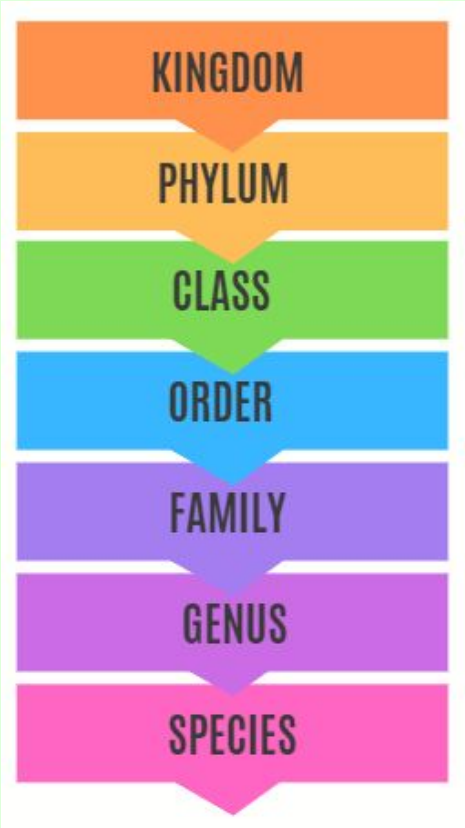 KINGDOM
PHYLUM
CLASS
ORDER
FAMILY
GENUS
SPECIES